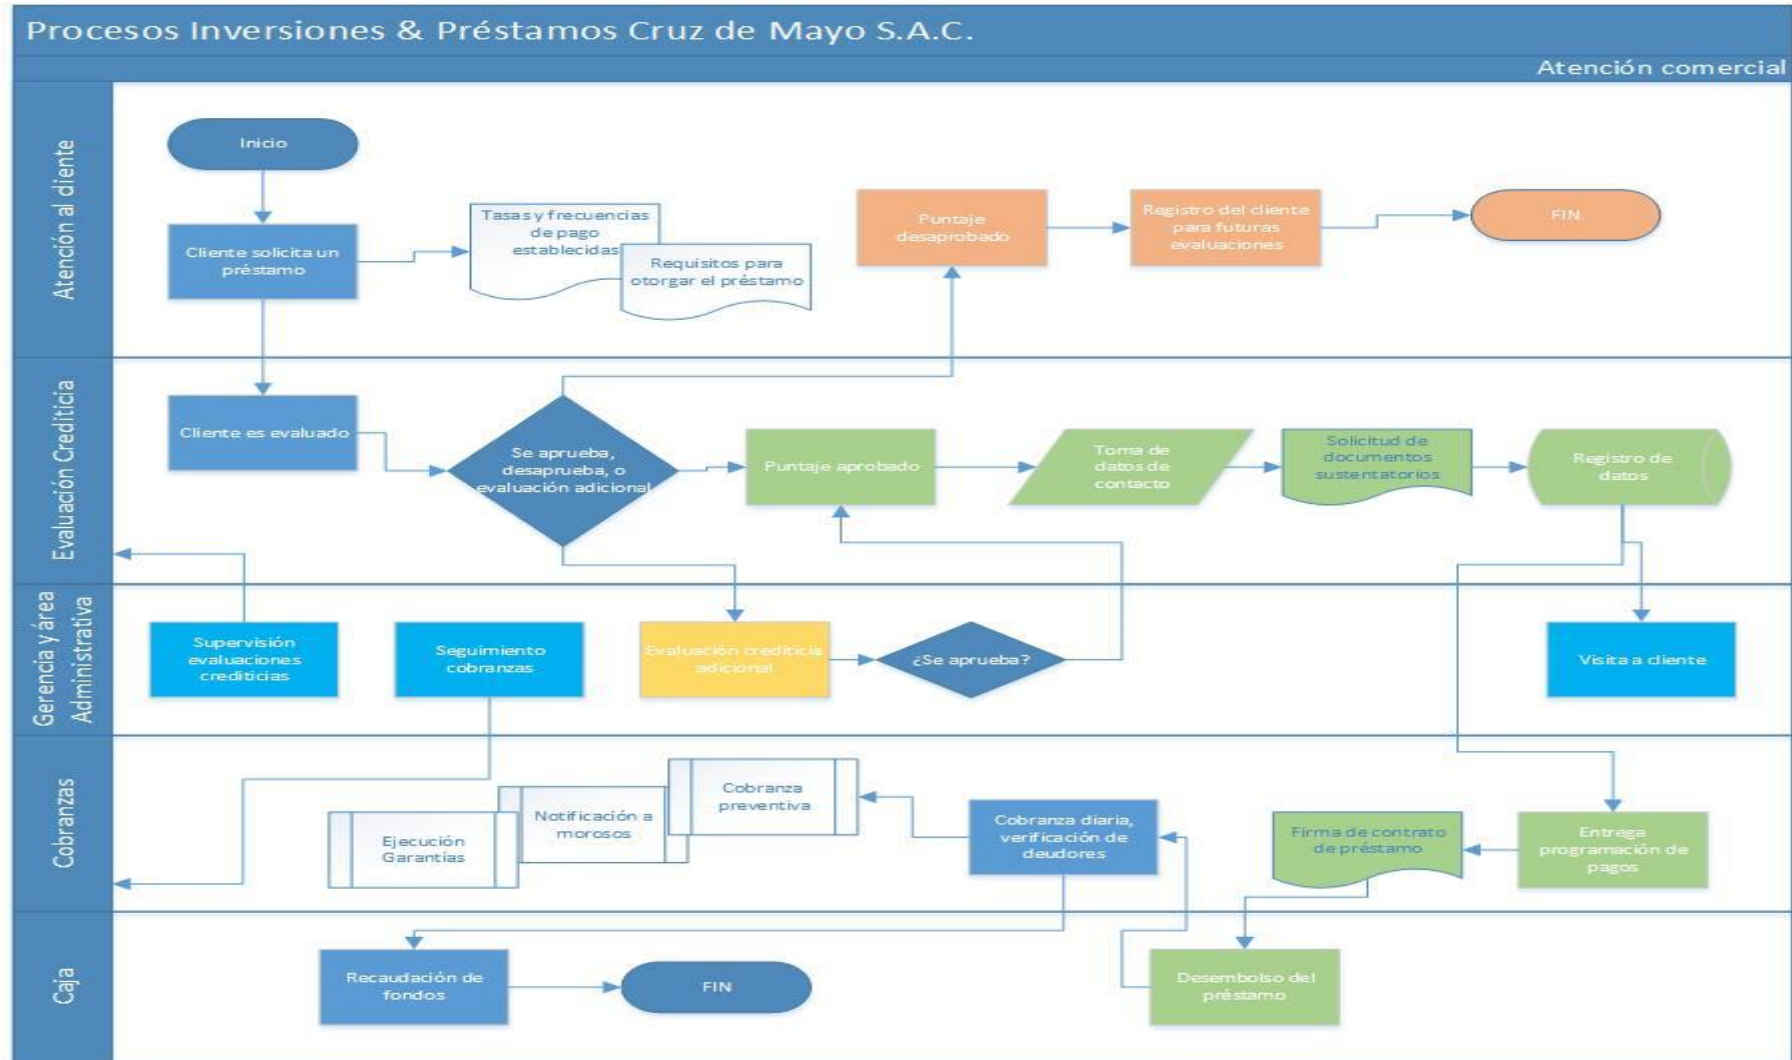 Procesos Inversiones & Préstamos Cruz de Mayo S.A.C.
Atención comercial
Atención al cliente
Inicio
Cliente solicita un
préstamo
Tasas y frecuencias
de pago
establecidas
Requisitos para
otorgar el préstamo
Puntaje
desaprobado
Registro del cliente
para futuras
evaluaciones
FIN
Evaluación Crediticia
Cliente es evaluado
Se aprueba,
desaprueba, o
evaluación adicional
Puntaje aprobado
Toma de
datos de
contacto
Solicitud de
documentos
sustentatorios
Registro de
datos
Gerencia y área
Administrativa
Supervisión
evaluaciones
crediticias
Seguimiento
cobranzas
Evaluación crediticia
adicional
¿Se aprueba?
Visita a cliente
Cobranzas
Ejecución
Garantías
Notificación a
morosos
Cobranza
preventiva
Cobranza diaria,
verificación de
deudores
Firma de contrato
de préstamo
Entrega
programación de
pagos
Caja
Recaudación de
fondos
FIN
Desembolso del
préstamo